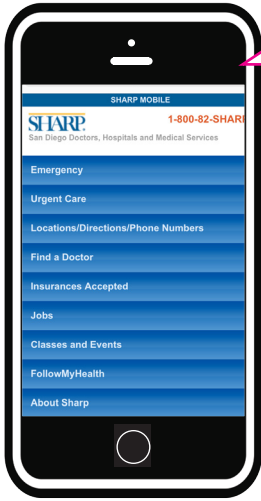 SHARP MOBILE
SHARP
1-800-82-SHARP
San Diego Doctors, Hospitals and Medical Services
Emergency
Urgent Care
Locations/Directions/Phone Numbers
Find a Doctor
Insurances Accepted
Jobs
Classes and Events
FollowMyHealth
About Sharp